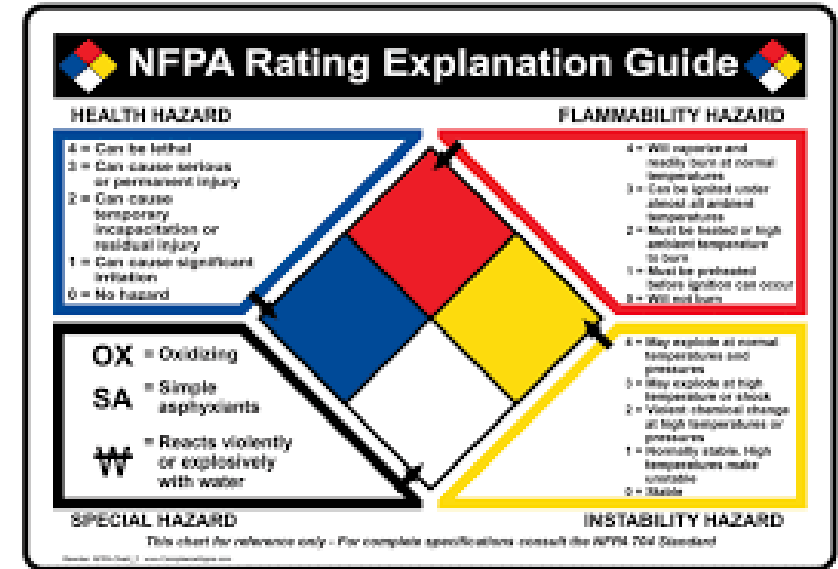 NFPA Rating Explanation Guide
HEALTH HAZARD
4 = Can be lethal
3 = Can cause serious
or permanent injury
2 = Can cause
temporary
incapacitation or
residual injury
1 = Can cause significant
irritation
0 = No hazard
FLAMMABILITY HAZARD
4 = Will vaporize and
readily burn at normal
temperatures
3 = Can be ignited under
almost all ambient
temperatures
2 = Must be heated or high
ambient temperature
to burn
1 = Must be preheated
before ignition can occur
0 = Will not burn
OX = Oxidizing
SA = Simple
asphyxiants
W = Reacts violently
or explosively
with water
SPECIAL HAZARD
4 = May explode at normal
temperatures and
pressures
3 = May explode at high
temperature or shock
2 = Violent chemical change
at high temperatures or
pressures
1 = Normally stable. High
temperatures make
unstable
0 = Stable
INSTABILITY HAZARD
This chart for reference only - For complete specifications consult the NFPA 704 Standard